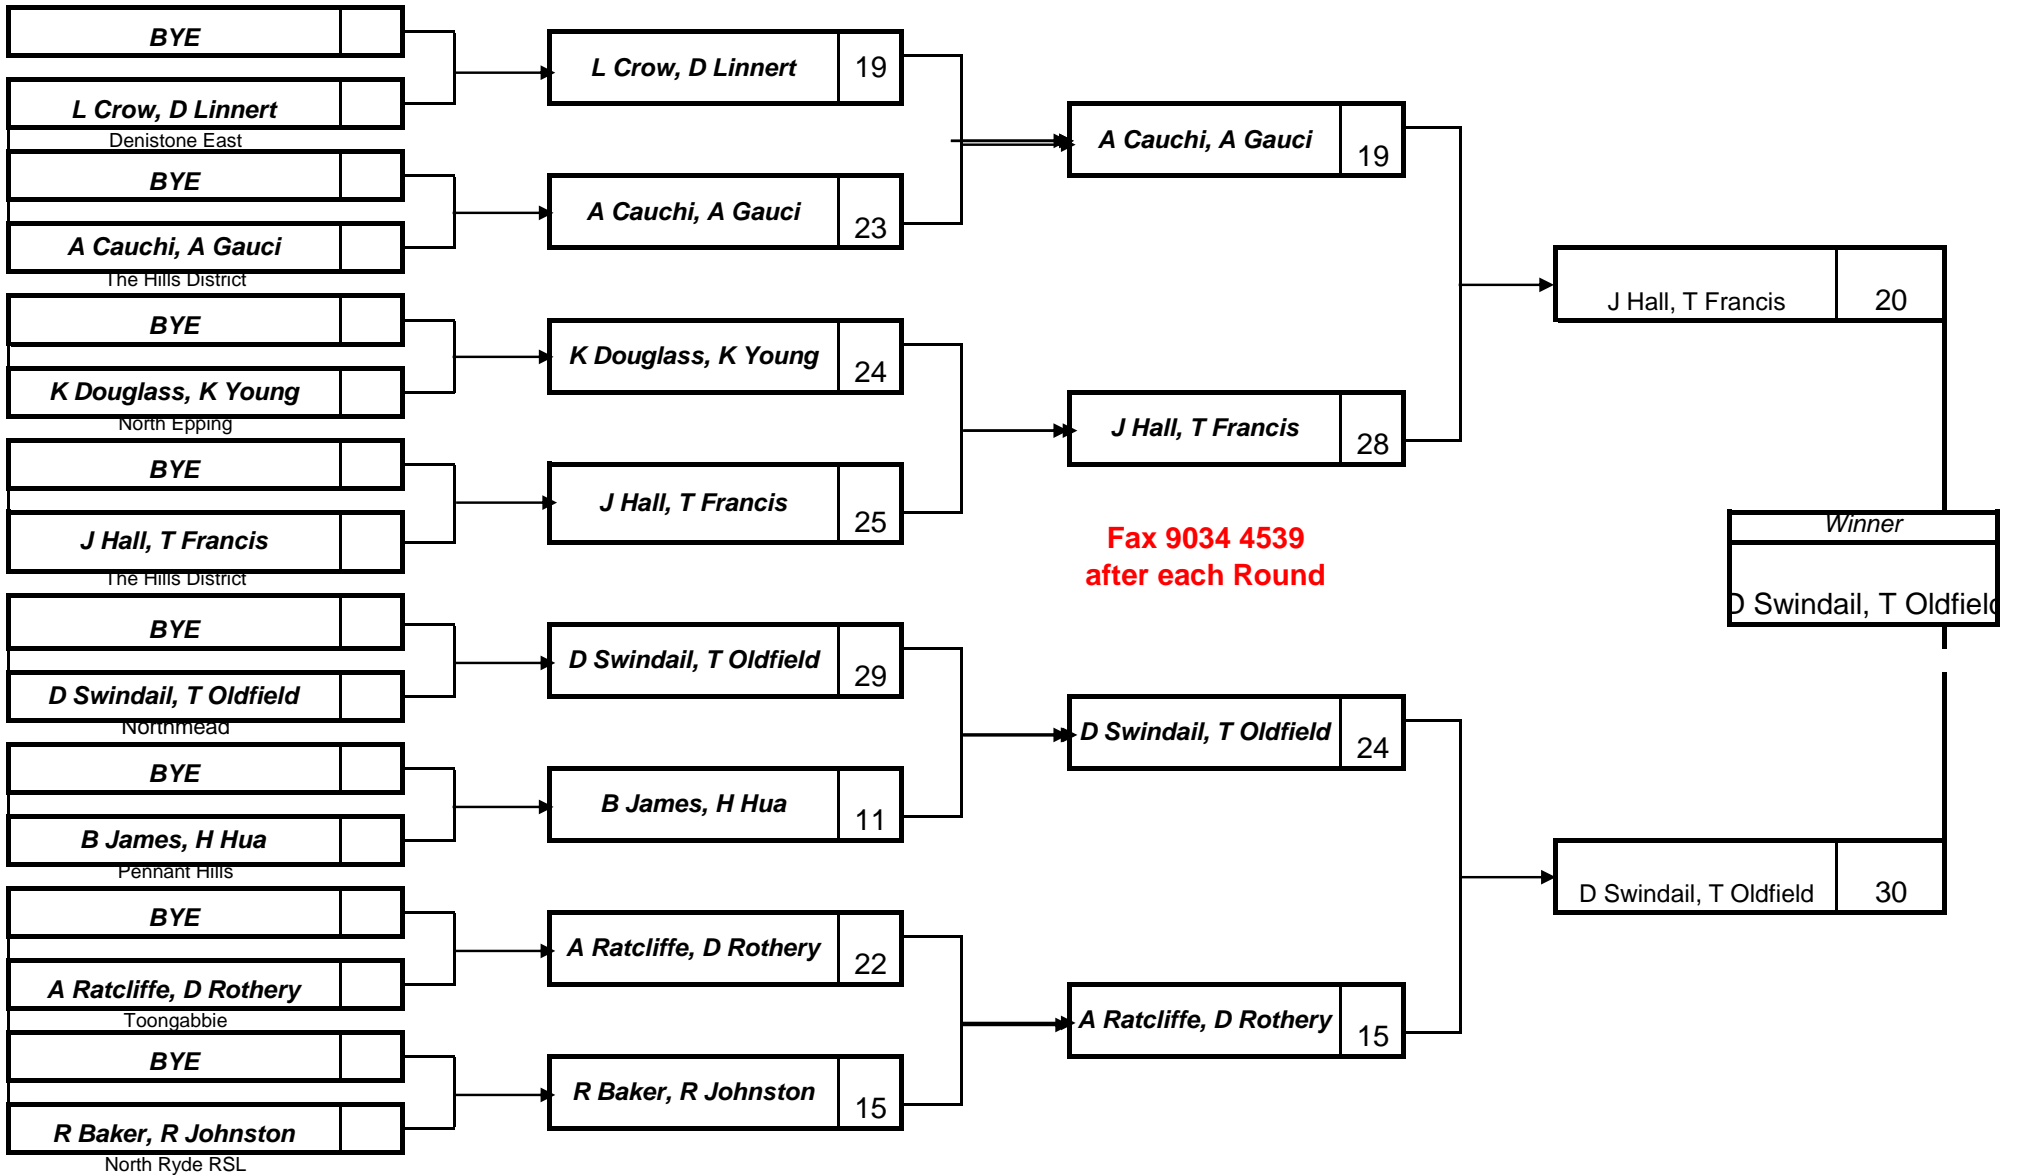 BYE
L Crow, D Linnert
Denistone East
BYE
A Cauchi, A Gauci
The Hills District
BYE
K Douglass, K Young
North Epping
BYE
J Hall, T Francis
The Hills District
BYE
D Swindail, T Oldfield
Northmead
BYE
B James, H Hua
Pennant Hills
BYE
A Ratcliffe, D Rothery
Toongabbie
BYE
R Baker, R Johnston
North Ryde RSL
L Crow, D Linnert 19
A Cauchi, A Gauci 23
K Douglass, K Young 24
J Hall, T Francis 25
D Swindail, T Oldfield 29
B James, H Hua 11
A Ratcliffe, D Rothery 22
R Baker, R Johnston 15
A Cauchi, A Gauci 19
J Hall, T Francis 28
Fax 9034 4539
after each Round
D Swindail, T Oldfield 24
A Ratcliffe, D Rothery 15
J Hall, T Francis 20
D Swindail, T Oldfield 30
Winner
D Swindail, T Oldfield